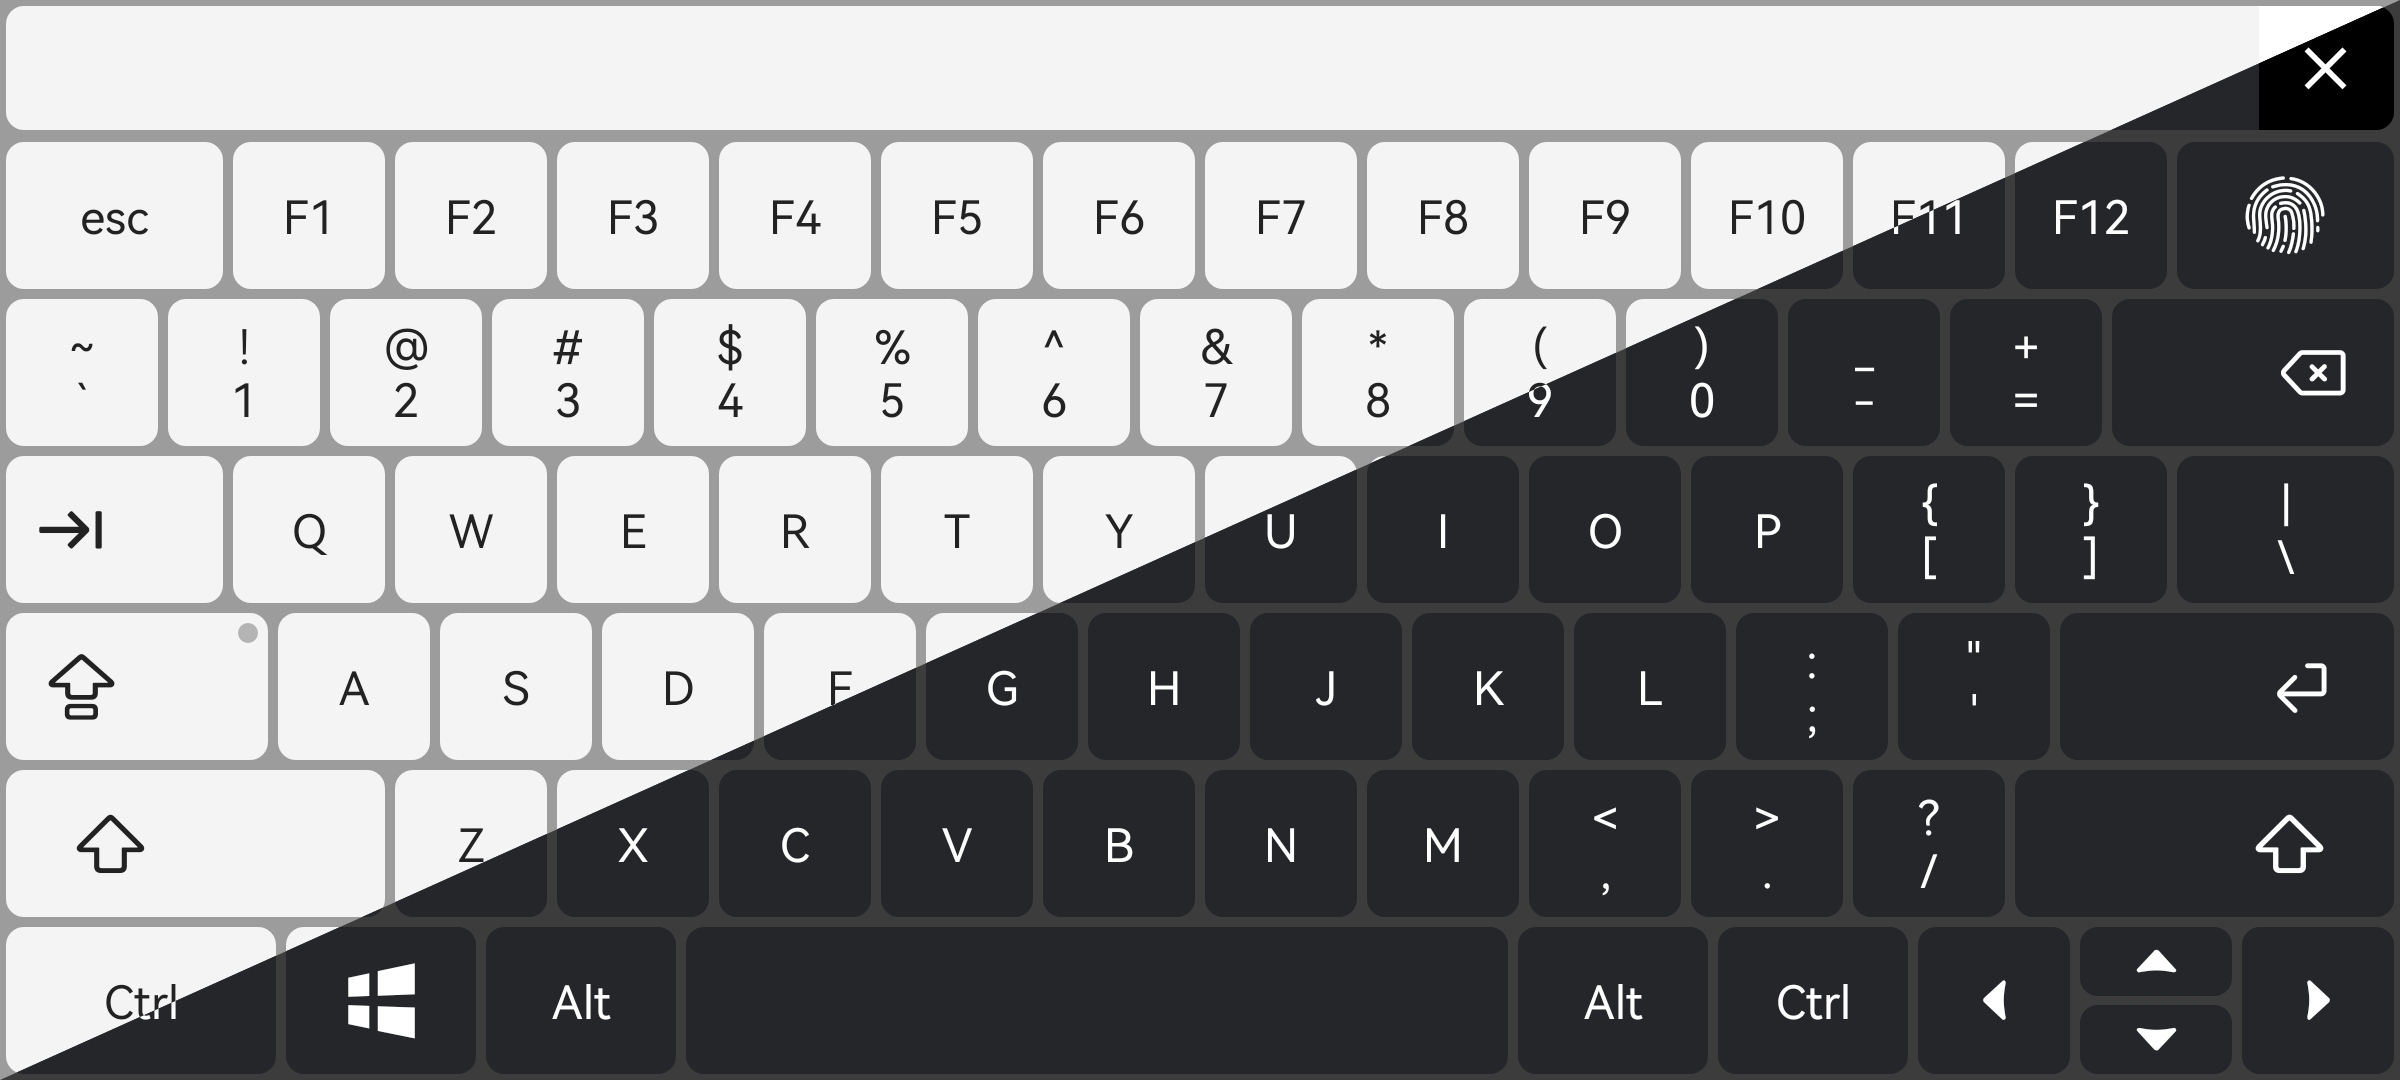 esc F1 F2 F3 F4 F5 F6 F7 F8 F9 F10 F11 F12
~ ! @ # $ % ^ & * ( ) _ +
` 1 2 3 4 5 6 7 8 9 0 - =
Q W E R T Y U I O P { } |
[ ] \
A S D F G H J K L : "
; '
Z X C V B N M < > ?
, . /
Ctrl Alt Alt Ctrl